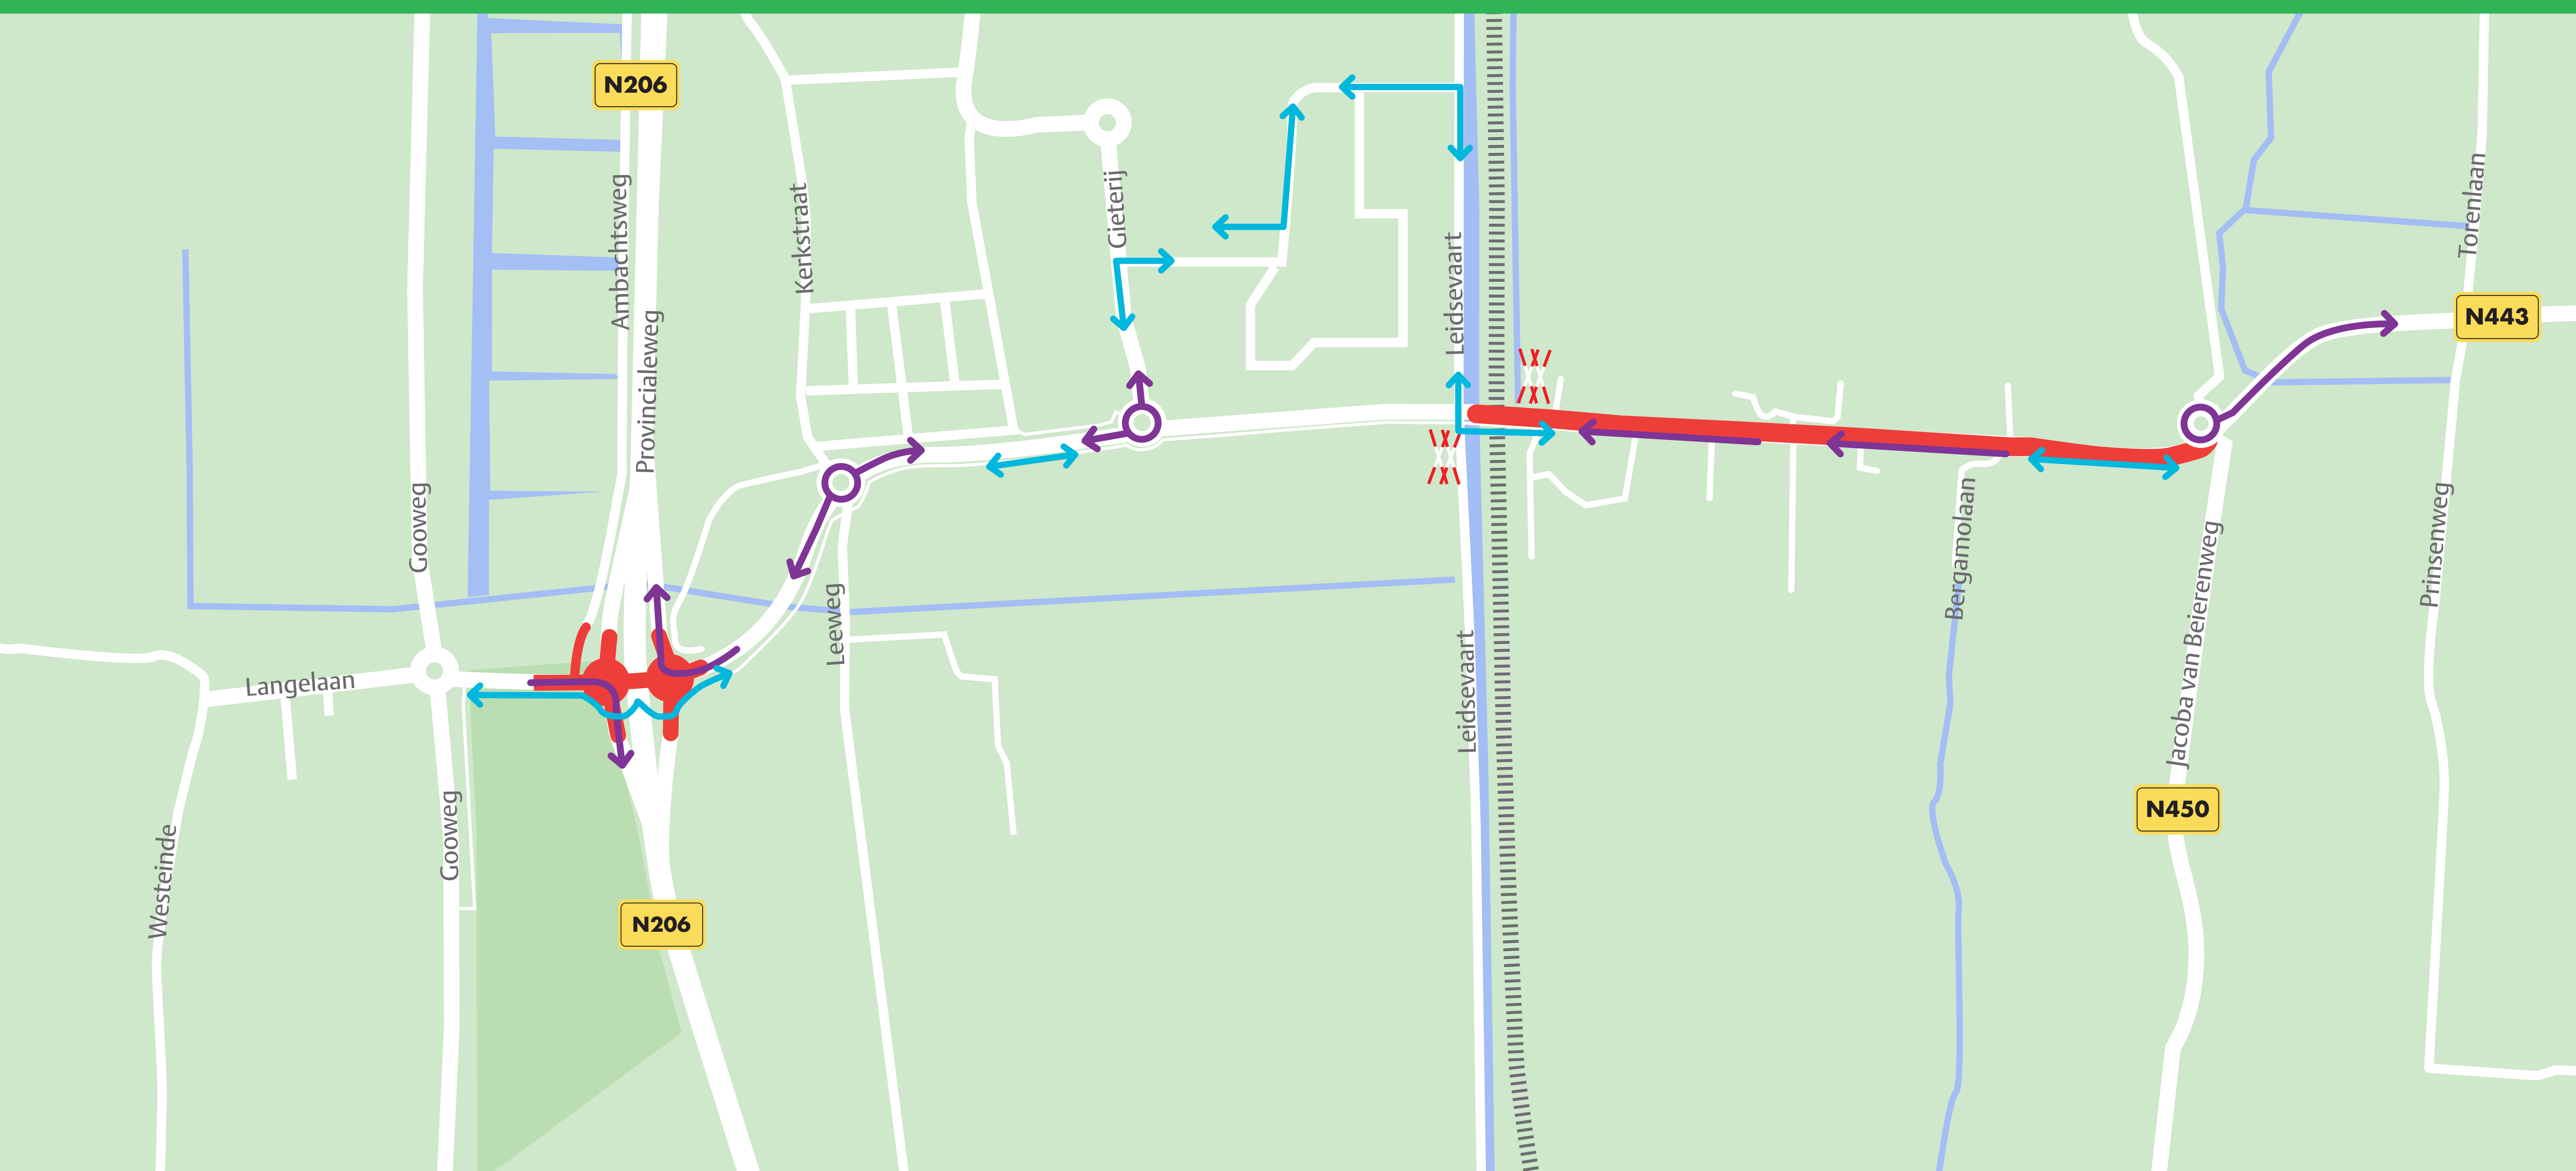 N206
Ambachtsweg
Provincialeweg
Kerkstraat
Gieterij
Leidsevaart
Torenlaan
N443
Gooweg
Leeweg
Langelaan
Leidsevaart
Bergamolaan
Jacoba van Beierenweg
Prinsenweg
N450
Gooweg
Westeinde
N206